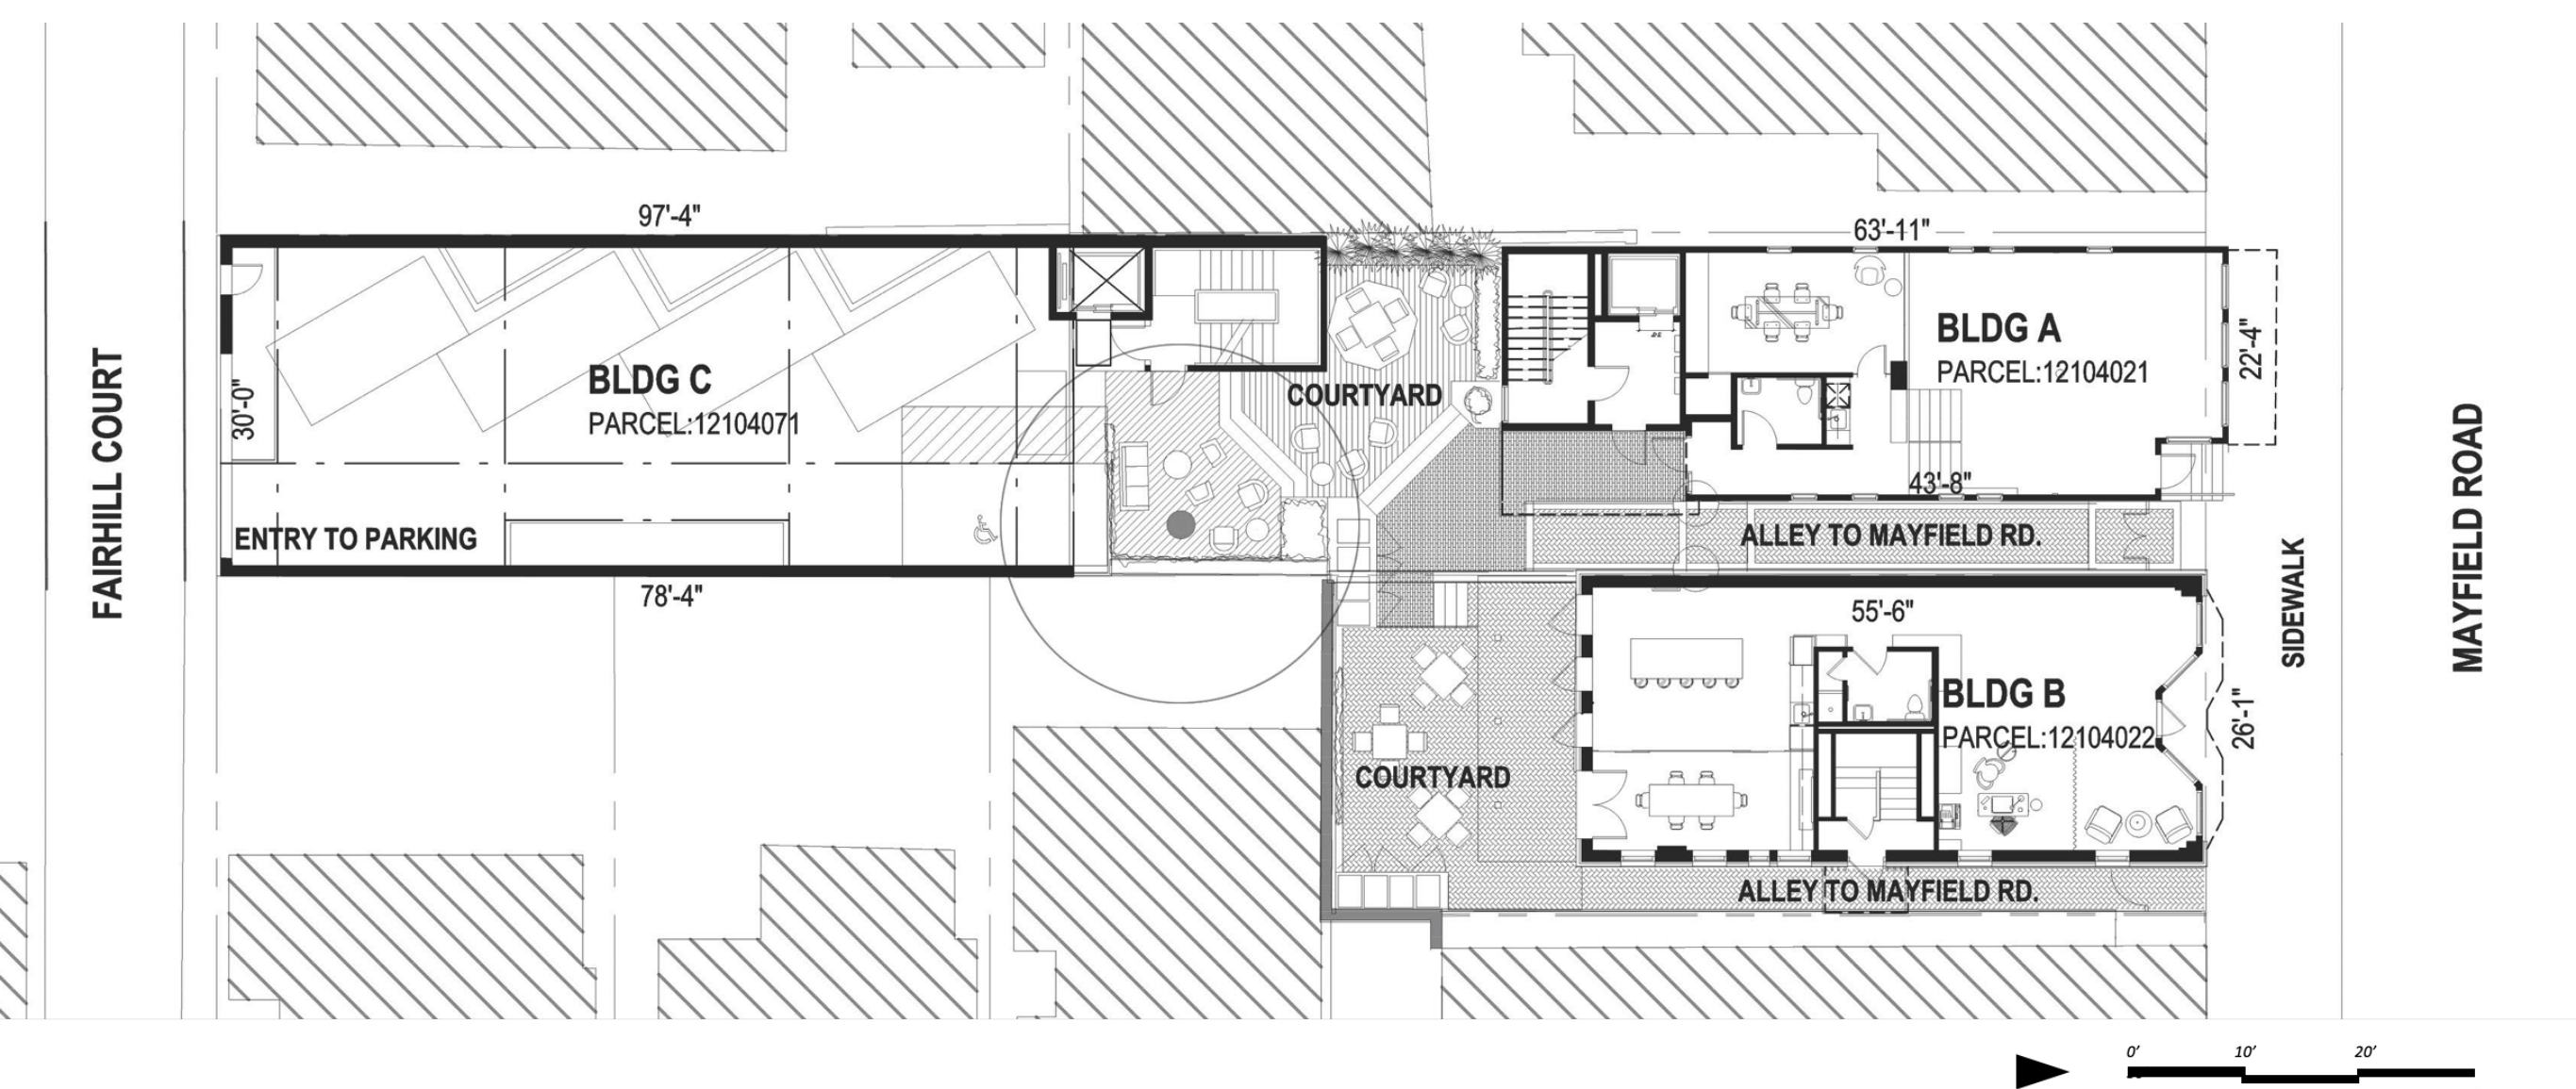 97'-4"
63'-11"
BLDG A
PARCEL:12104021
22'-4"
BLDG C
PARCEL:12104071
30'-0"
COURTYARD
FAIRHILL COURT
43'-8"
ENTRY TO PARKING
ALLEY TO MAYFIELD RD.
78'-4"
55'-6"
SIDEWALK
MAYFIELD ROAD
BLDG B
PARCEL:12104022
26'-1"
COURTYARD
ALLEY TO MAYFIELD RD.
0' 10' 20'